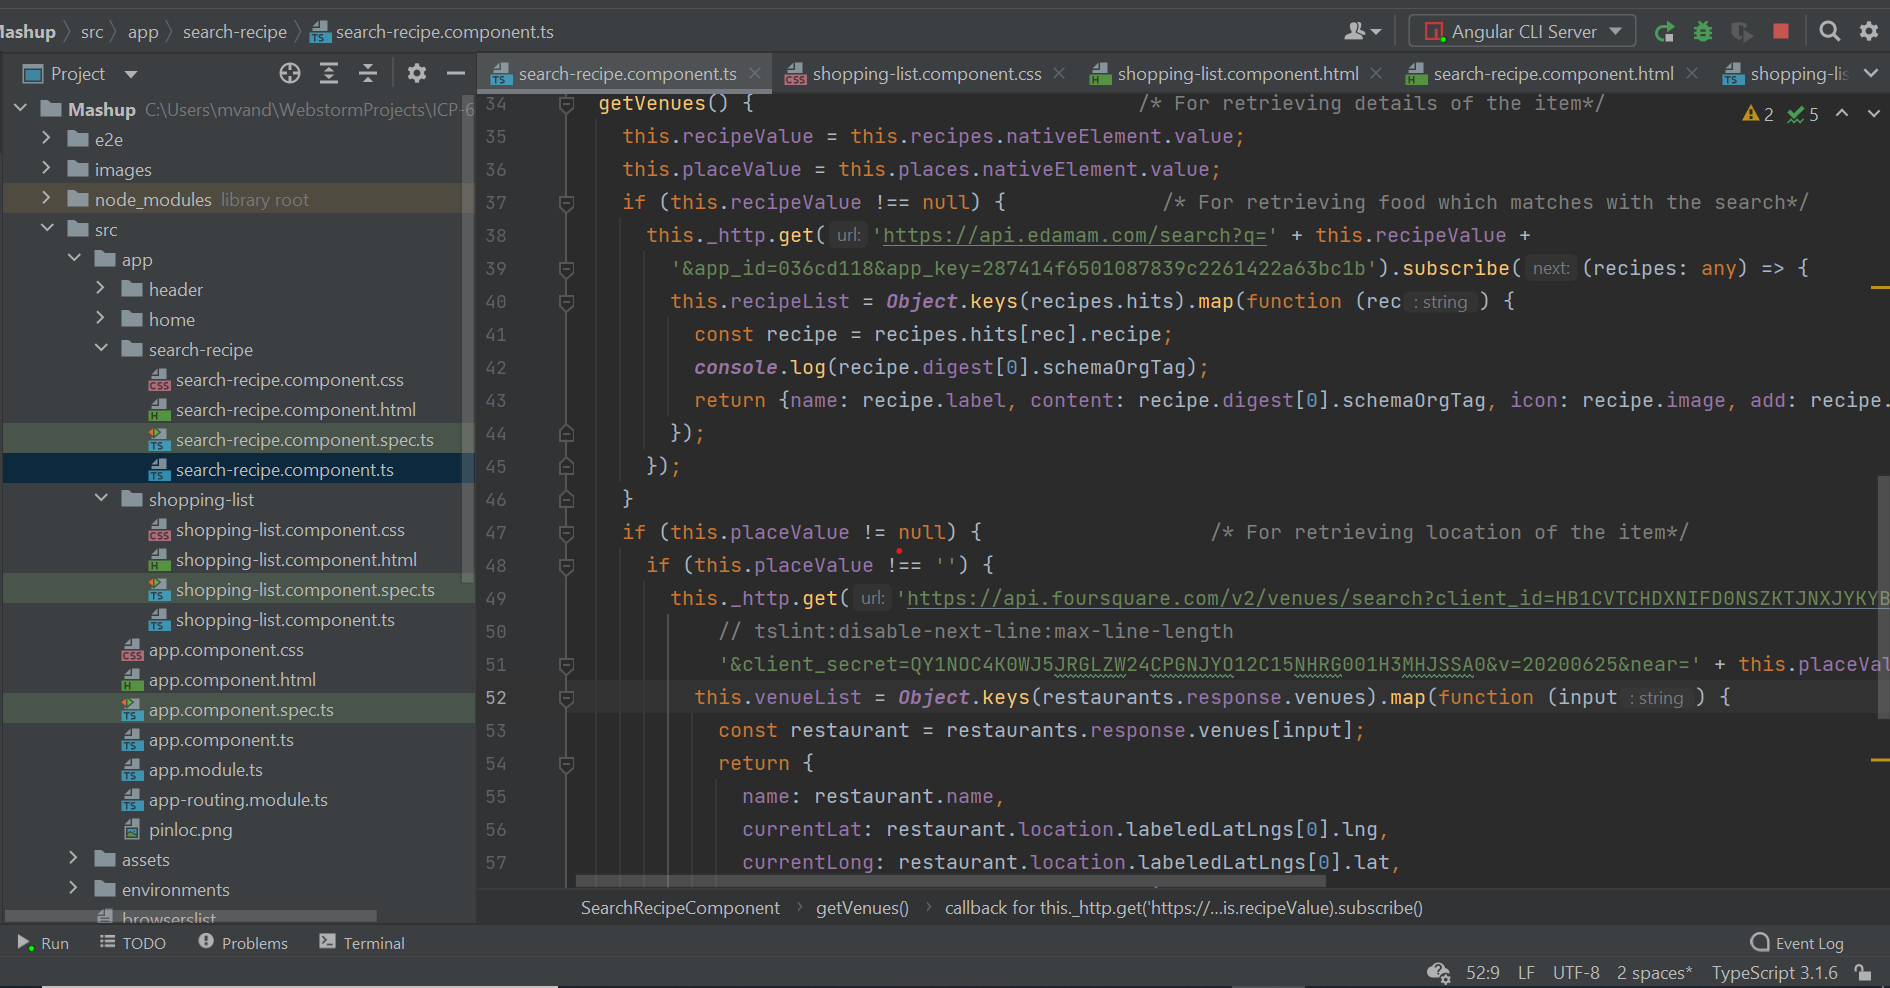 Mashup src app search-recipe search-recipe.component.ts Angular CLI Server
Project
search-recipe.component.ts shopping-list.component.css shopping-list.component.html search-recipe.component.html
Mashup C:\Users\mvand\WebstormProjects\ICP-6
e2e
images
node_modules library root
src
app
header
home
search-recipe
search-recipe.component.css
search-recipe.component.html
search-recipe.component.spec.ts
search-recipe.component.ts
shopping-list
shopping-list.component.css
shopping-list.component.html
shopping-list.component.spec.ts
shopping-list.component.ts
app.component.css
app.component.html
app.component.spec.ts
app.component.ts
app.module.ts
app-routing.module.ts
pinloc.png
assets
environments
browserslist
2 5
34 getVenues() { /* For retrieving details of the item*/
35 this.recipeValue = this.recipes.nativeElement.value;
36 this.placeValue = this.places.nativeElement.value;
37 if (this.recipeValue !== null) { /* For retrieving food which matches with the search*/
38 this._http.get( url: 'https://api.edamam.com/search?q=' + this.recipeValue +
39 '&app_id=036cd118&app_key=287414f6501087839c2261422a63bc1b').subscribe( next: (recipes: any) => {
40 this.recipeList = Object.keys(recipes.hits).map(function (rec : string ) {
41 const recipe = recipes.hits[rec].recipe;
42 console.log(recipe.digest[0].schemaOrgTag);
43 return {name: recipe.label, content: recipe.digest[0].schemaOrgTag, icon: recipe.image, add: recipe.
44 });
45 });
46 }
47 if (this.placeValue != null) { /* For retrieving location of the item*/
48 if (this.placeValue !== '') {
49 this._http.get( url: 'https://api.foursquare.com/v2/venues/search?client_id=HB1CVTCHDXNIFD0NSZKTJNXJYKYB
50 // tslint:disable-next-line:max-line-length
51 '&client_secret=QY1NOC4K0WJ5JRGLZW24CPGNJYO12C15NHRG001H3MHJSSA0&v=20200625&near=' + this.placeVal
52 this.venueList = Object.keys(restaurants.response.venues).map(function (input : string ) {
53 const restaurant = restaurants.response.venues[input];
54 return {
55 name: restaurant.name,
56 currentLat: restaurant.location.labeledLatLngs[0].lng,
57 currentLong: restaurant.location.labeledLatLngs[0].lat,
SearchRecipeComponent getVenues() callback for this._http.get('https://...is.recipeValue).subscribe()
Run TODO Problems Terminal Event Log
52:9 LF UTF-8 2 spaces* TypeScript 3.1.6